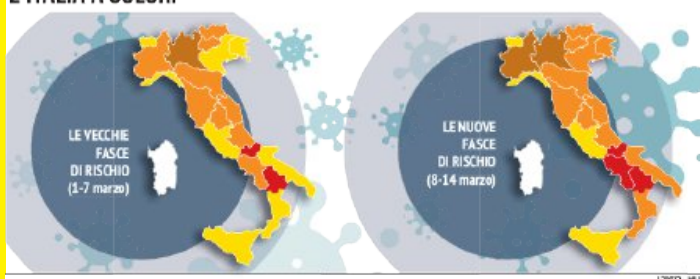 LE VECCHIE
FASCE
DI RISCHIO
(1-7 marzo)
LE NUOVE
FASCE
DI RISCHIO
(8-14 marzo)